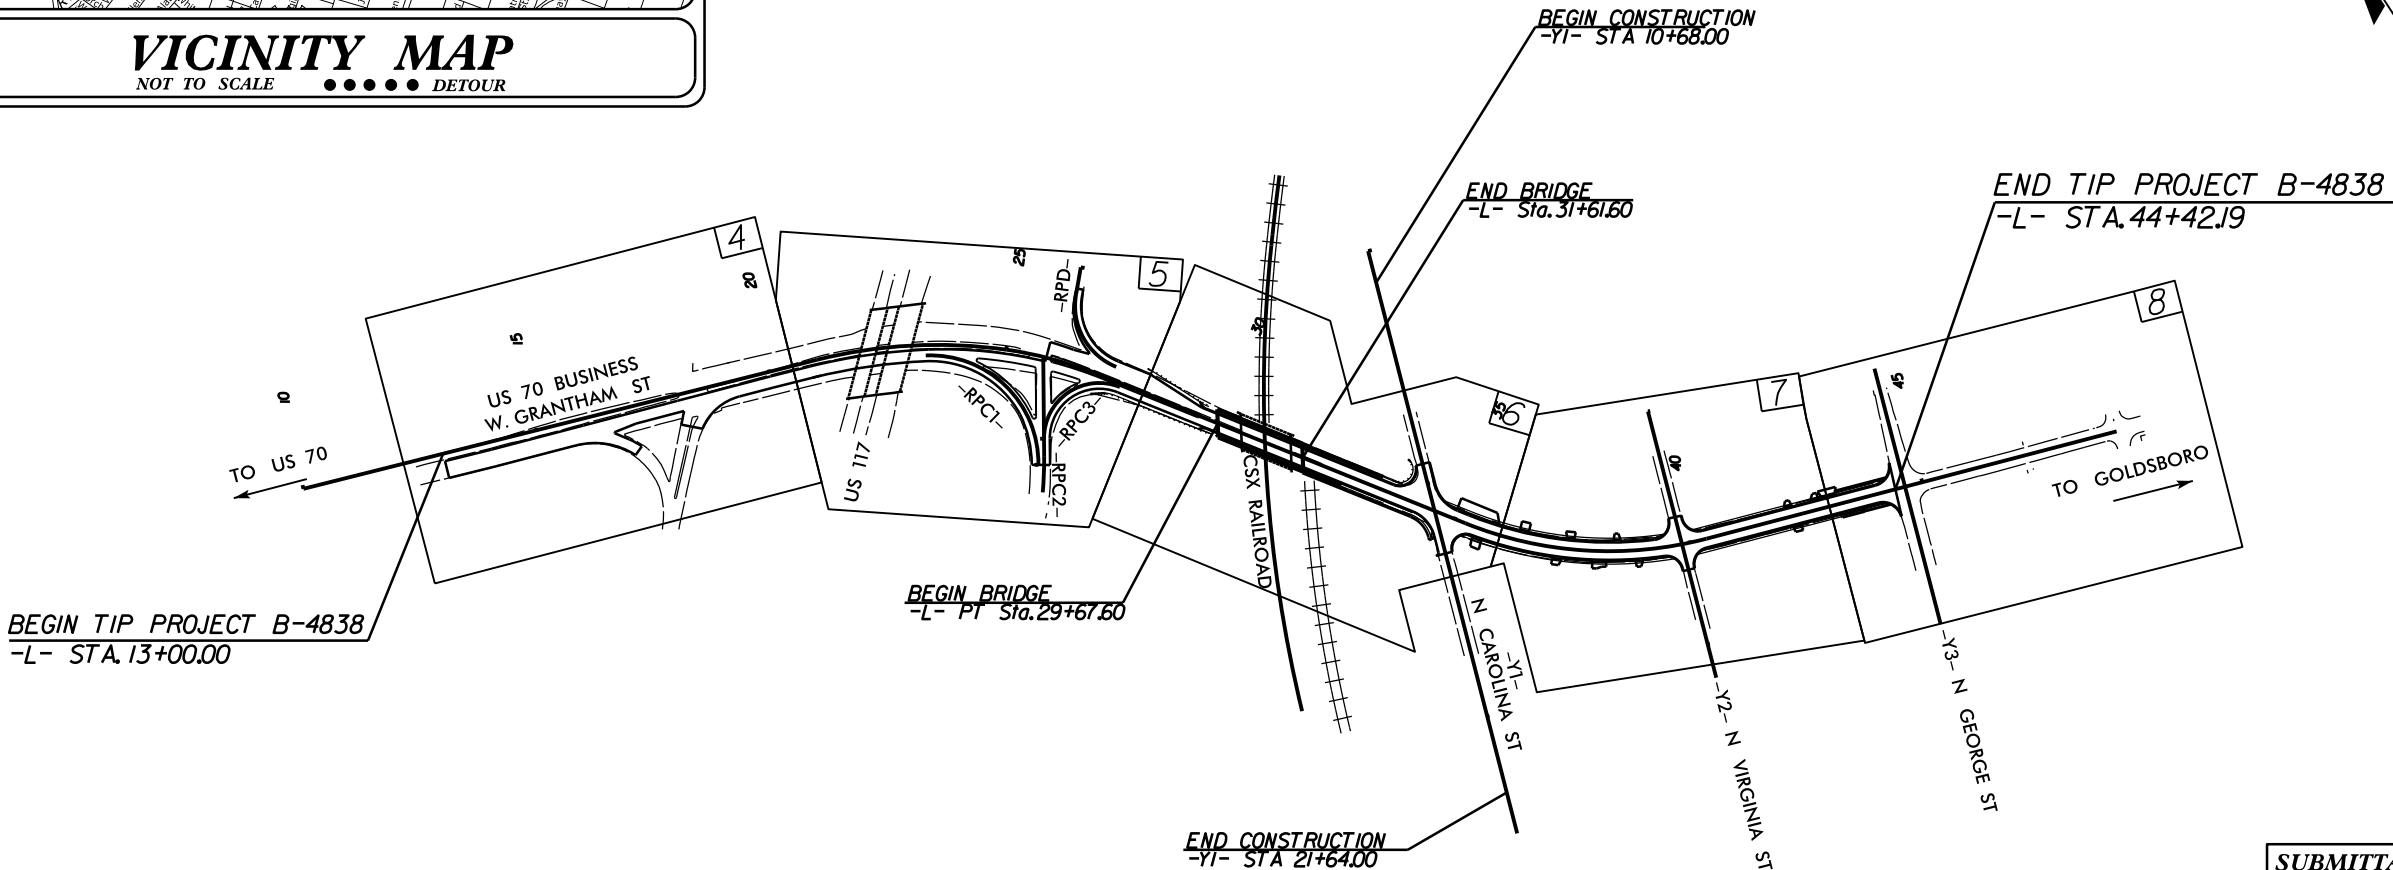 VICINITY MAP
NOT TO SCALE
DETOUR
BEGIN CONSTRUCTION
-Y1- STA 10+68.00
END BRIDGE
-L- Sta.31+61.60
END TIP PROJECT B-4838
-L- STA.44+42.19
4
20
25
-RPD-
5
30
8
15
10
US 70 BUSINESS
W. GRANTHAM ST
TO US 70
US 117
-RPC1-
-RPC3-
-RPC2-
CSX RAILROAD
35
6
7
40
45
TO GOLDSBORO
BEGIN BRIDGE
-L- PT Sta.29+67.60
BEGIN TIP PROJECT B-4838
-L- STA.13+00.00
-Y1-
N CAROLINA ST
-Y2- N VIRGINIA ST
-Y3- N GEORGE ST
END CONSTRUCTION
-Y1- STA 21+64.00
SUBMITTA